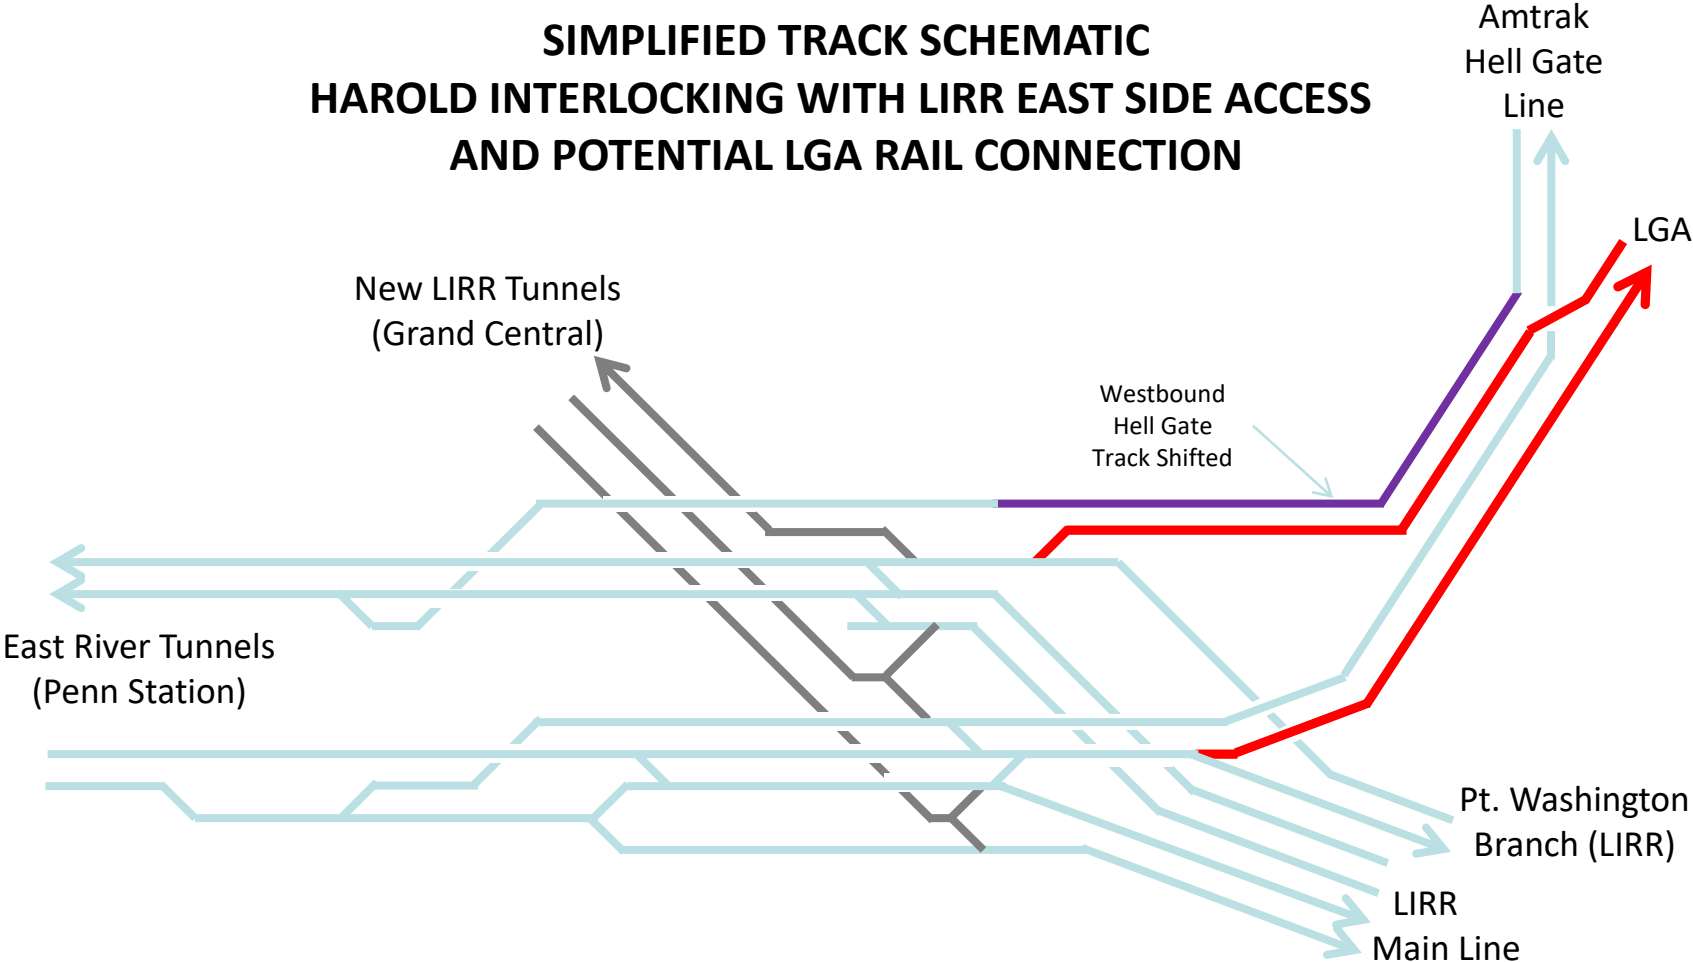 SIMPLIFIED TRACK SCHEMATIC
HAROLD INTERLOCKING WITH LIRR EAST SIDE ACCESS
AND POTENTIAL LGA RAIL CONNECTION
Amtrak
Hell Gate
Line
LGA
New LIRR Tunnels
(Grand Central)
Westbound
Hell Gate
Track Shifted
East River Tunnels
(Penn Station)
Pt. Washington
Branch (LIRR)
LIRR
Main Line